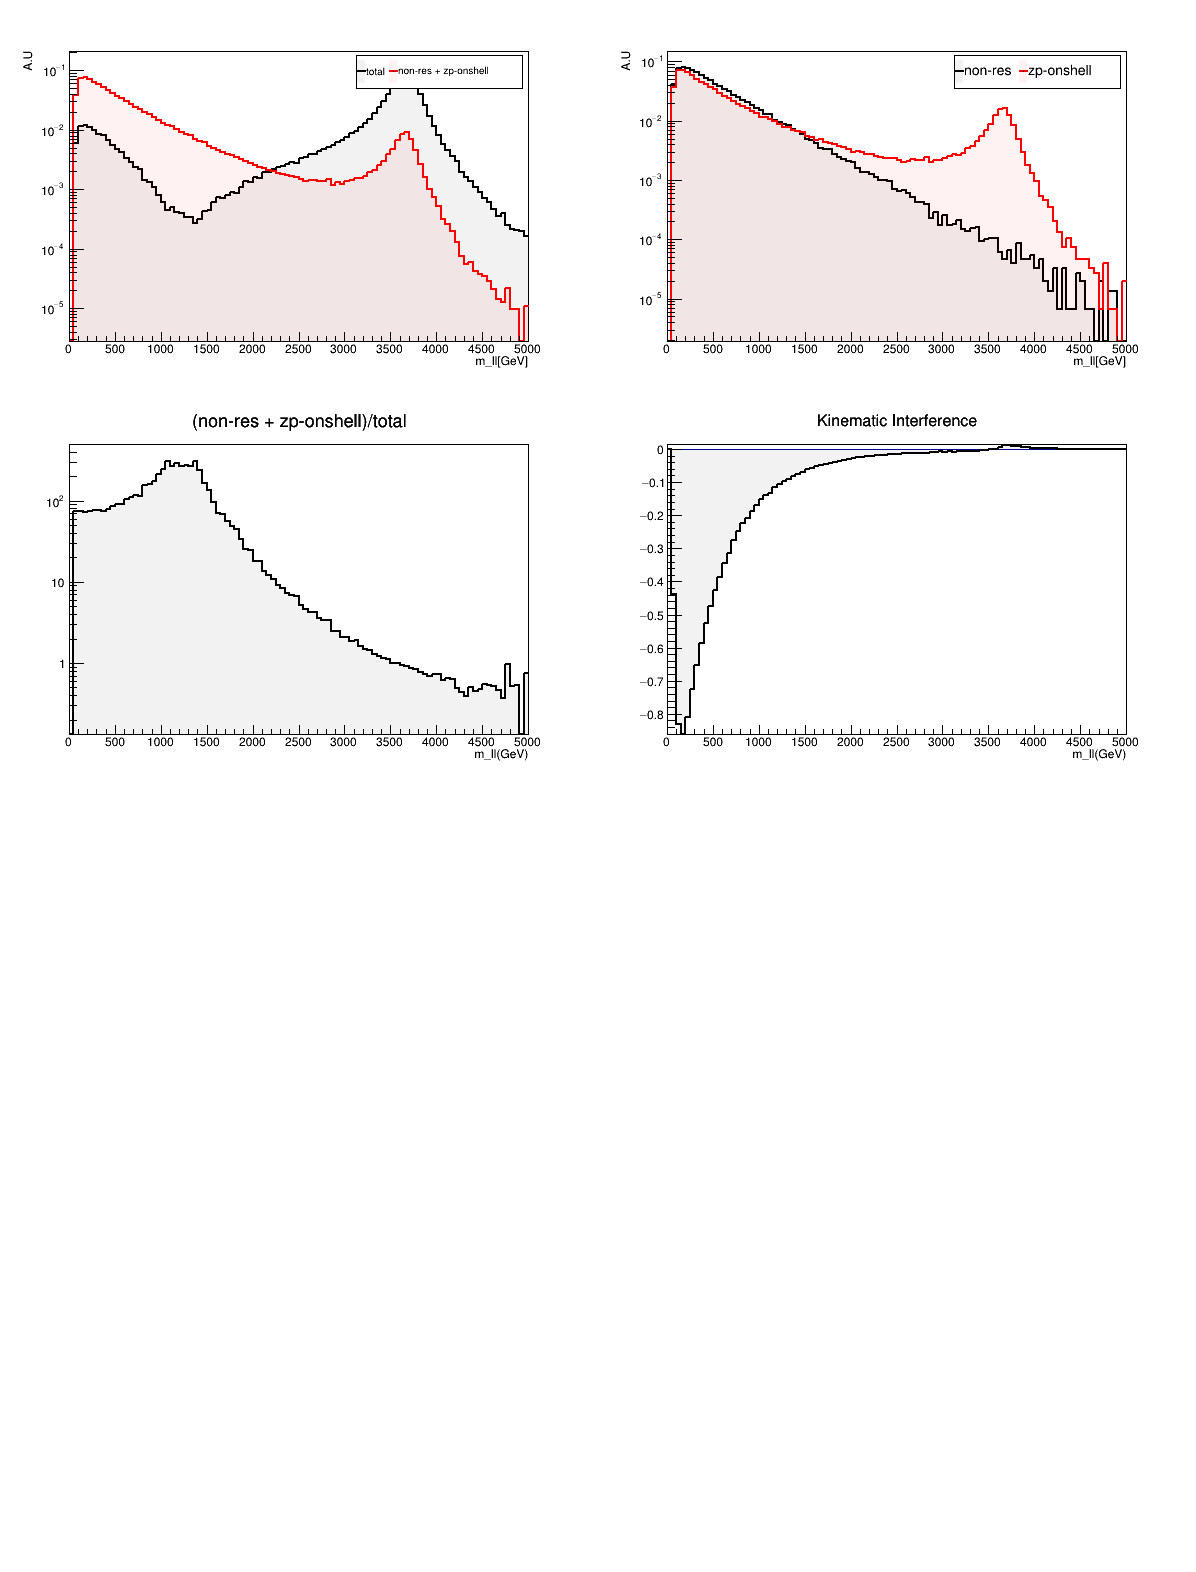 A.U
total non-res + zp-onshell
10⁻¹
10⁻²
10⁻³
10⁻⁴
10⁻⁵
0 500 1000 1500 2000 2500 3000 3500 4000 4500 5000
m_ll[GeV]
A.U
non-res zp-onshell
10⁻¹
10⁻²
10⁻³
10⁻⁴
10⁻⁵
0 500 1000 1500 2000 2500 3000 3500 4000 4500 5000
m_ll[GeV]
(non-res + zp-onshell)/total
10²
10
1
0 500 1000 1500 2000 2500 3000 3500 4000 4500 5000
m_ll(GeV)
Kinematic Interference
0
−0.1
−0.2
−0.3
−0.4
−0.5
−0.6
−0.7
−0.8
0 500 1000 1500 2000 2500 3000 3500 4000 4500 5000
m_ll(GeV)